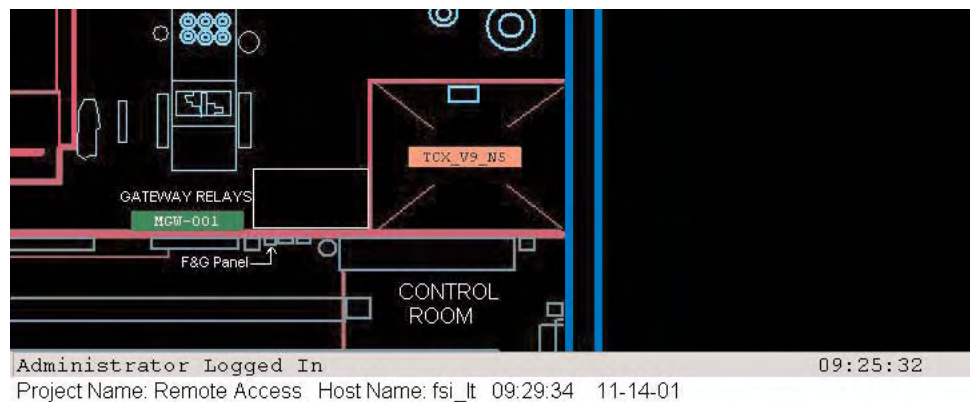 TCX_V9_N5
GATEWAY RELAYS
MGW-001
F&G Panel
CONTROL
ROOM
Administrator Logged In 09:25:32
Project Name: Remote Access Host Name: fsi_lt 09:29:34 11-14-01